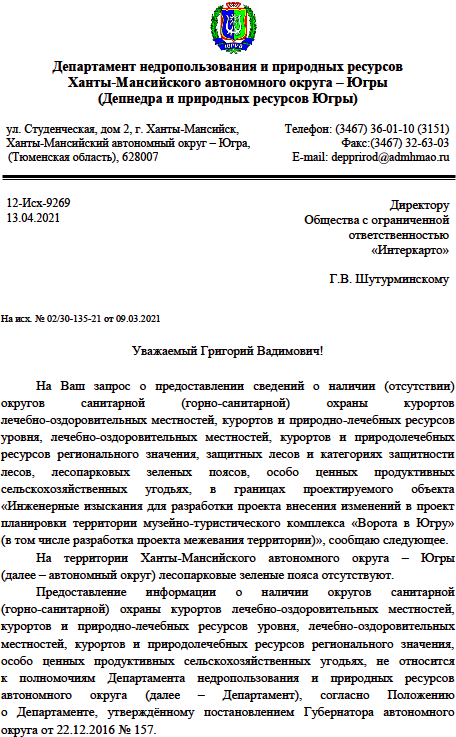 ЮГРА
Департамент недропользования и природных ресурсов
Ханты-Мансийского автономного округа – Югры
(Депнедра и природных ресурсов Югры)
ул. Студенческая, дом 2, г. Ханты-Мансийск,
Ханты-Мансийский автономный округ – Югра,
(Тюменская область), 628007
Телефон: (3467) 36-01-10 (3151)
Факс:(3467) 32-63-03
E-mail: depprirod@admhmao.ru
12-Исх-9269
13.04.2021
Директору
Общества с ограниченной
ответственностью
«Интеркарто»
Г.В. Шутурминскому
На исх. № 02/30-135-21 от 09.03.2021
Уважаемый Григорий Вадимович!
На Ваш запрос о предоставлении сведений о наличии (отсутствии)
округов санитарной (горно-санитарной) охраны курортов
лечебно-оздоровительных местностей, курортов и природно-лечебных ресурсов
уровня, лечебно-оздоровительных местностей, курортов и природолечебных
ресурсов регионального значения, защитных лесов и категориях защитности
лесов, лесопарковых зеленых поясов, особо ценных продуктивных
сельскохозяйственных угодьях, в границах проектируемого объекта
«Инженерные изыскания для разработки проекта внесения изменений в проект
планировки территории музейно-туристического комплекса «Ворота в Югру»
(в том числе разработка проекта межевания территории)», сообщаю следующее.
На территории Ханты-Мансийского автономного округа – Югры
(далее – автономный округ) лесопарковые зеленые пояса отсутствуют.
Предоставление информации о наличии округов санитарной
(горно-санитарной) охраны курортов лечебно-оздоровительных местностей,
курортов и природно-лечебных ресурсов уровня, лечебно-оздоровительных
местностей, курортов и природолечебных ресурсов регионального значения,
особо ценных продуктивных сельскохозяйственных угодьях, не относится
к полномочиям Департамента недропользования и природных ресурсов
автономного округа (далее – Департамент), согласно Положению
о Департаменте, утверждённому постановлением Губернатора автономного
округа от 22.12.2016 № 157.